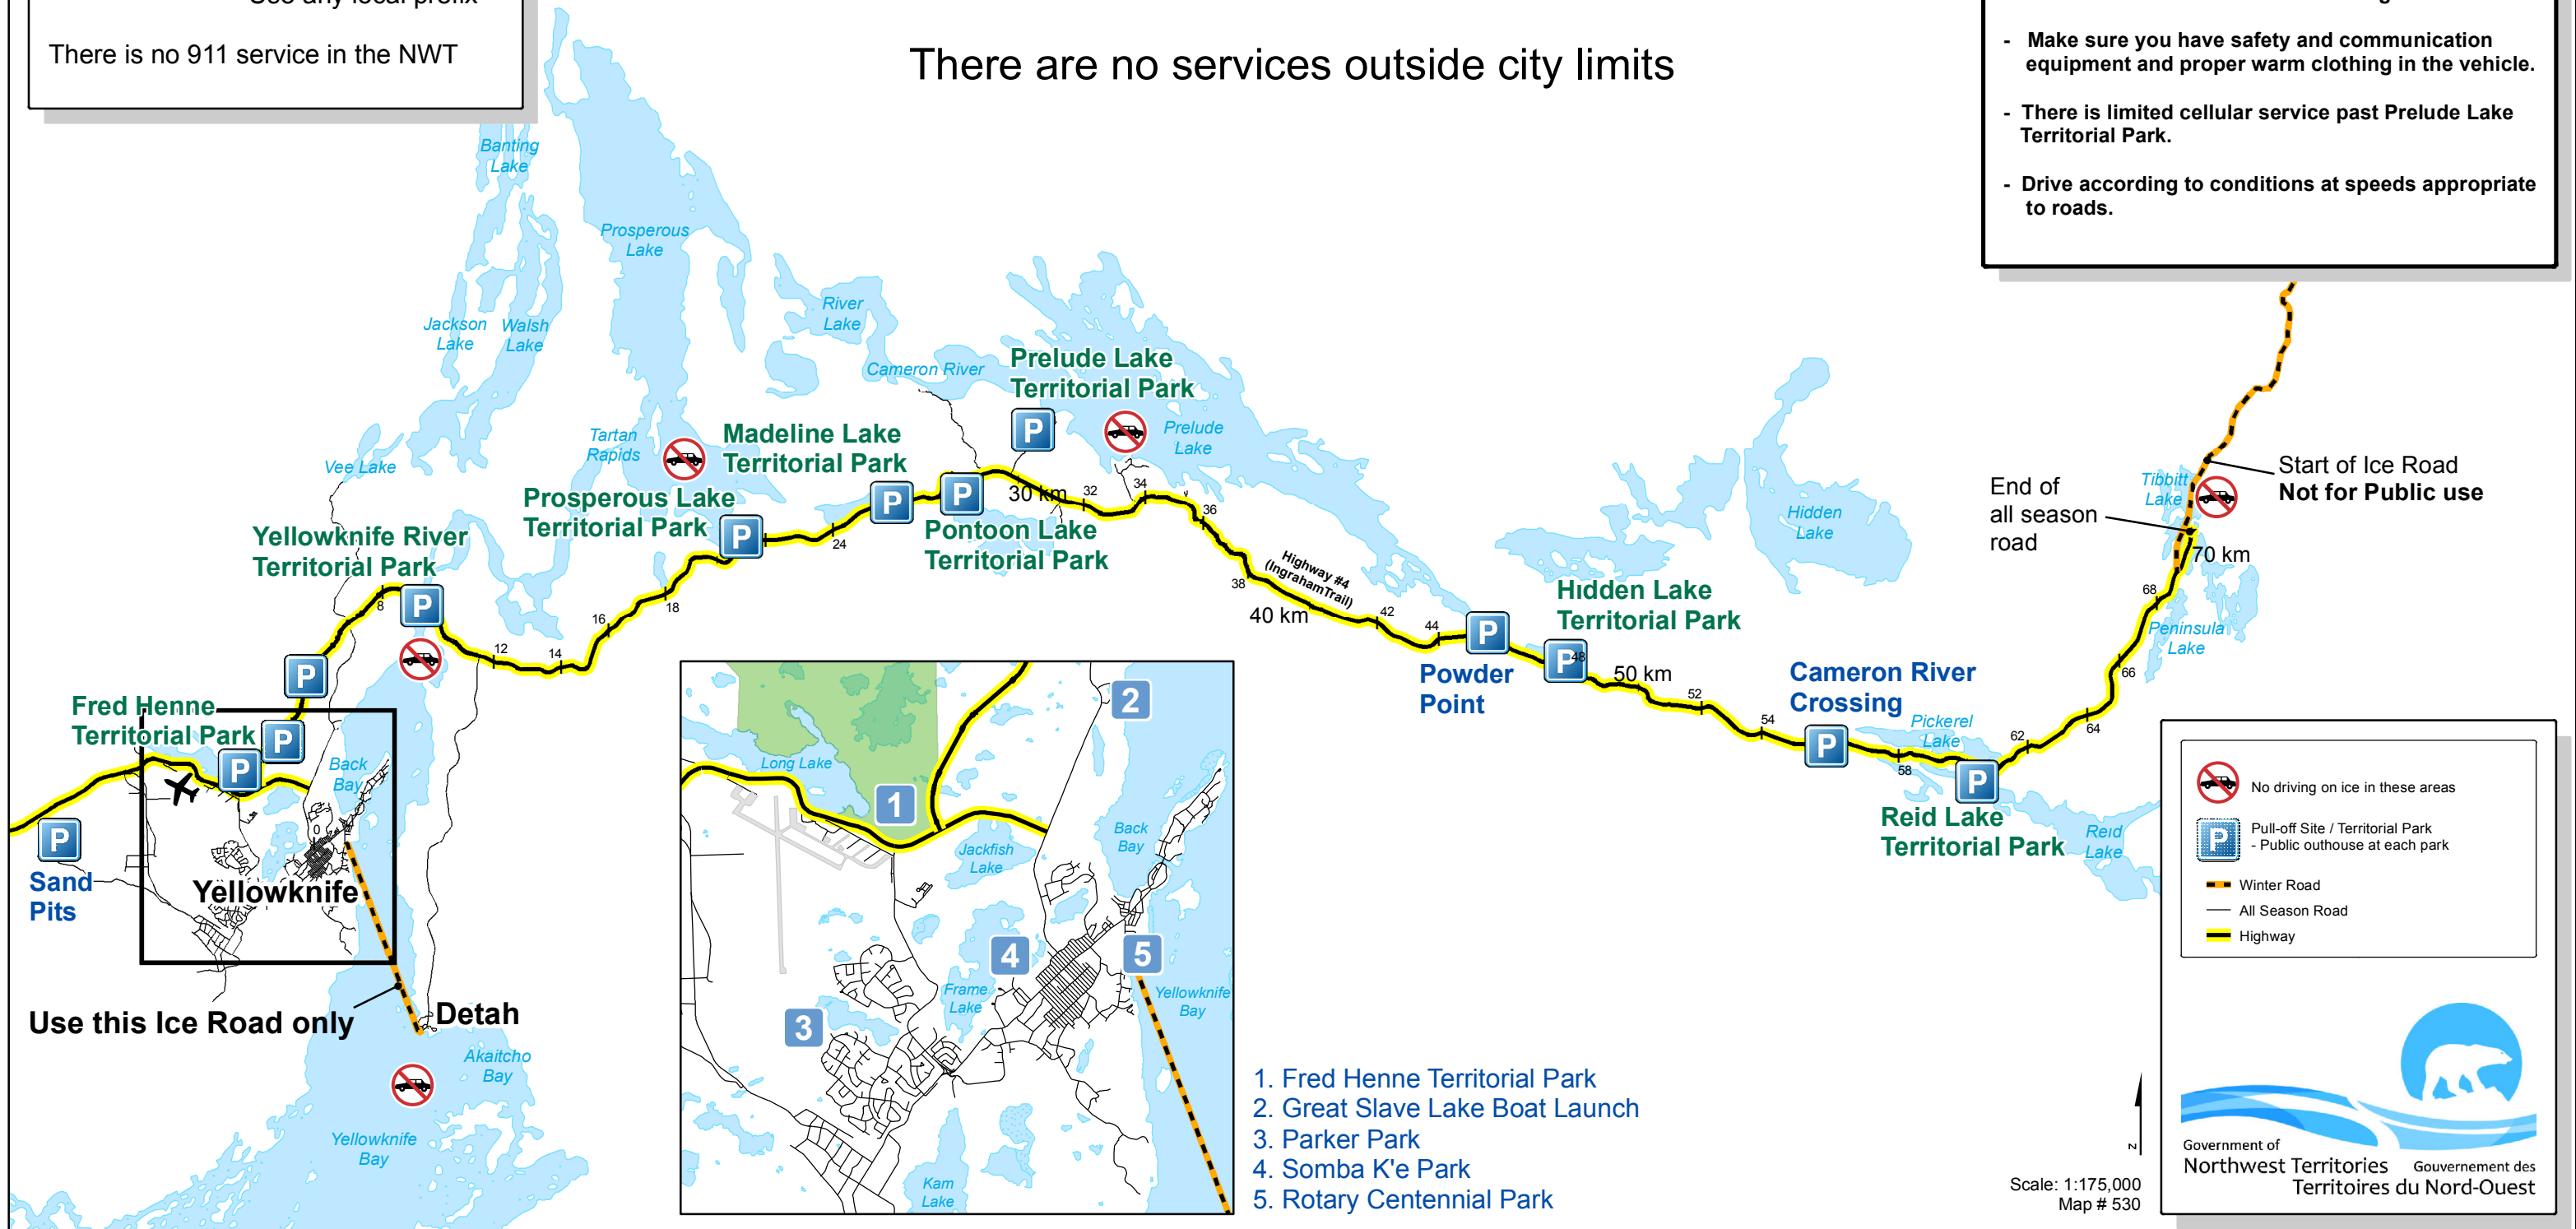 Use any local prefix
There is no 911 service in the NWT
There are no services outside city limits
- Make sure you have safety and communication
equipment and proper warm clothing in the vehicle.
- There is limited cellular service past Prelude Lake
Territorial Park.
- Drive according to conditions at speeds appropriate
to roads.
Banting
Lake
Prosperous
Lake
Jackson
Lake
Walsh
Lake
River
Lake
Cameron River
Prelude Lake
Territorial Park
P
Prelude
Lake
Tartan
Rapids
Madeline Lake
Territorial Park
P
Vee Lake
Prosperous Lake
Territorial Park
P
P
Pontoon Lake
Territorial Park
Yellowknife River
Territorial Park
P
8
12
14
16
18
24
30 km
32
34
36
38
40 km
Highway #4
(IngrahamTrail)
42
44
P
Powder
Point
Hidden Lake
Territorial Park
P
48
50 km
52
54
Hidden
Lake
Cameron River
Crossing
P
58
Pickerel
Lake
P
Reid Lake
Territorial Park
Reid
Lake
62
64
66
68
70 km
Peninsula
Lake
Tibbitt
Lake
End of
all season
road
Start of Ice Road
Not for Public use
P
Fred Henne
Territorial Park
P
P
Back
Bay
P
Sand
Pits
Yellowknife
Use this Ice Road only
Detah
Akaitcho
Bay
Yellowknife
Bay
2
Long Lake
1
Back
Bay
Jackfish
Lake
4
5
Frame
Lake
Yellowknife
Bay
3
Kam
Lake
1. Fred Henne Territorial Park
2. Great Slave Lake Boat Launch
3. Parker Park
4. Somba K'e Park
5. Rotary Centennial Park
No driving on ice in these areas
P
Pull-off Site / Territorial Park
- Public outhouse at each park
Winter Road
All Season Road
Highway
N
Scale: 1:175,000
Map # 530
Government of
Northwest Territories
Gouvernement des
Territoires du Nord-Ouest